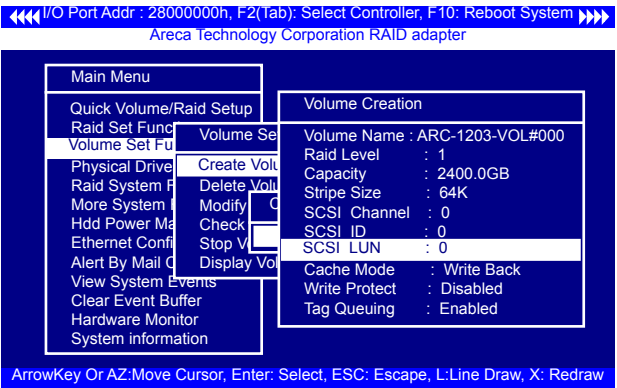 I/O Port Addr : 28000000h, F2(Tab): Select Controller, F10: Reboot System
Areca Technology Corporation RAID adapter
Main Menu
Quick Volume/Raid Setup
Raid Set Func
Volume Set Fu
Physical Drive
Raid System F
More System
Hdd Power Ma
Ethernet Confi
Alert By Mail C
View System Events
Clear Event Buffer
Hardware Monitor
System information
Volume Se
Create Volu
Delete Volu
Modify
Check
Stop V
Display Vol
C
Volume Creation
Volume Name : ARC-1203-VOL#000
Raid Level : 1
Capacity : 2400.0GB
Stripe Size : 64K
SCSI Channel : 0
SCSI ID : 0
SCSI LUN : 0
Cache Mode : Write Back
Write Protect : Disabled
Tag Queuing : Enabled
ArrowKey Or AZ:Move Cursor, Enter: Select, ESC: Escape, L:Line Draw, X: Redraw